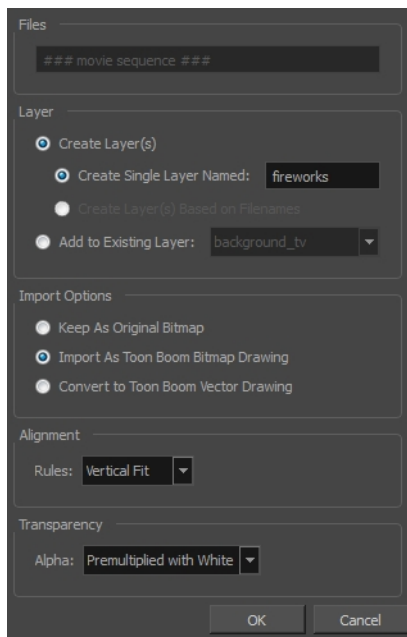 Files
### movie sequence ###
Layer
Create Layer(s)
Create Single Layer Named: fireworks
Create Layer(s) Based on Filenames
Add to Existing Layer: background_tv
Import Options
Keep As Original Bitmap
Import As Toon Boom Bitmap Drawing
Convert to Toon Boom Vector Drawing
Alignment
Rules: Vertical Fit
Transparency
Alpha: Premultiplied with White
OK Cancel